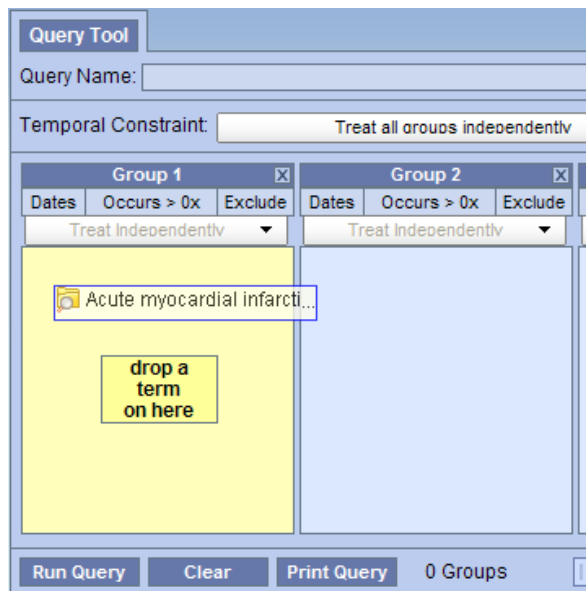 Query Tool
Query Name:
Temporal Constraint: Treat all groups independently
Group 1 X Group 2 X
Dates Occurs > 0x Exclude Dates Occurs > 0x Exclude
Treat Independently Treat Independently
Acute myocardial infarcti...
drop a
term
on here
Run Query Clear Print Query 0 Groups